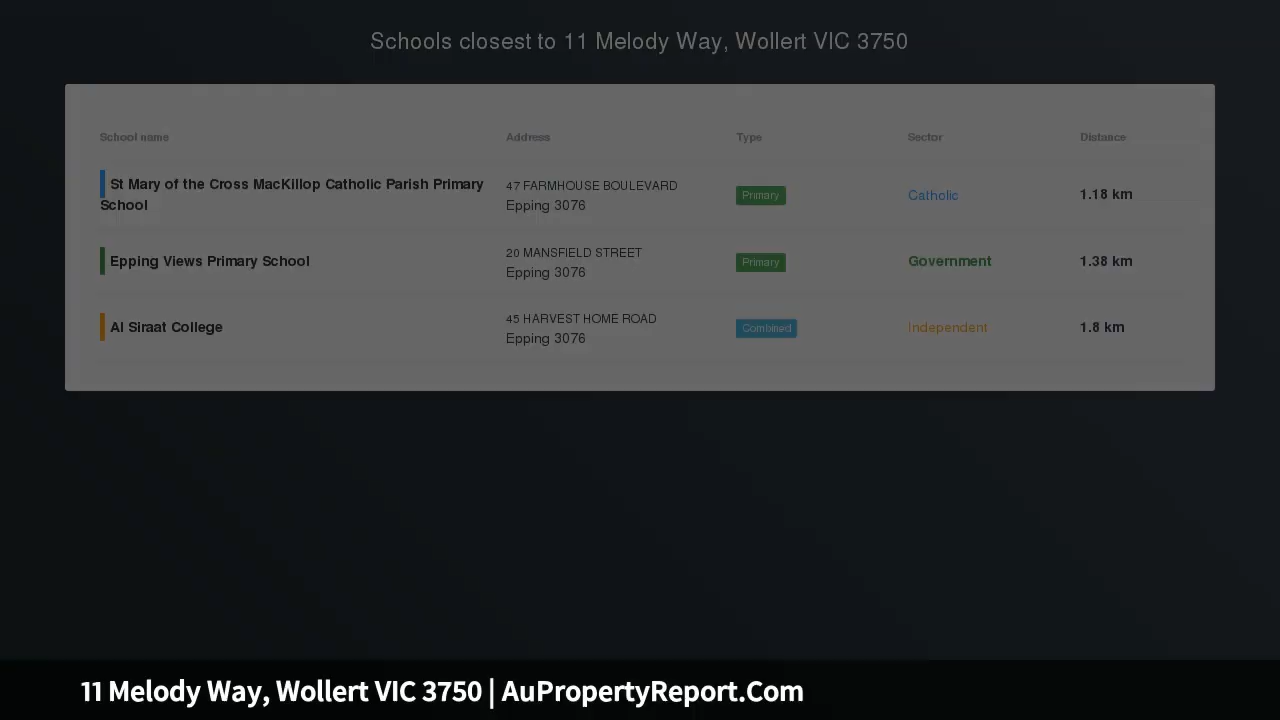 Schools closest to 11 Melody Way, Wollert VIC 3750
School name Address Type Sector Distance
St Mary of the Cross MacKillop Catholic Parish Primary
School
47 FARMHOUSE BOULEVARD
Epping 3076
Primary
Catholic
1.18 km
Epping Views Primary School
20 MANSFIELD STREET
Epping 3076
Primary
Government
1.38 km
Al Siraat College
45 HARVEST HOME ROAD
Epping 3076
Combined
Independent
1.8 km
11 Melody Way, Wollert VIC 3750 | AuPropertyReport.Com